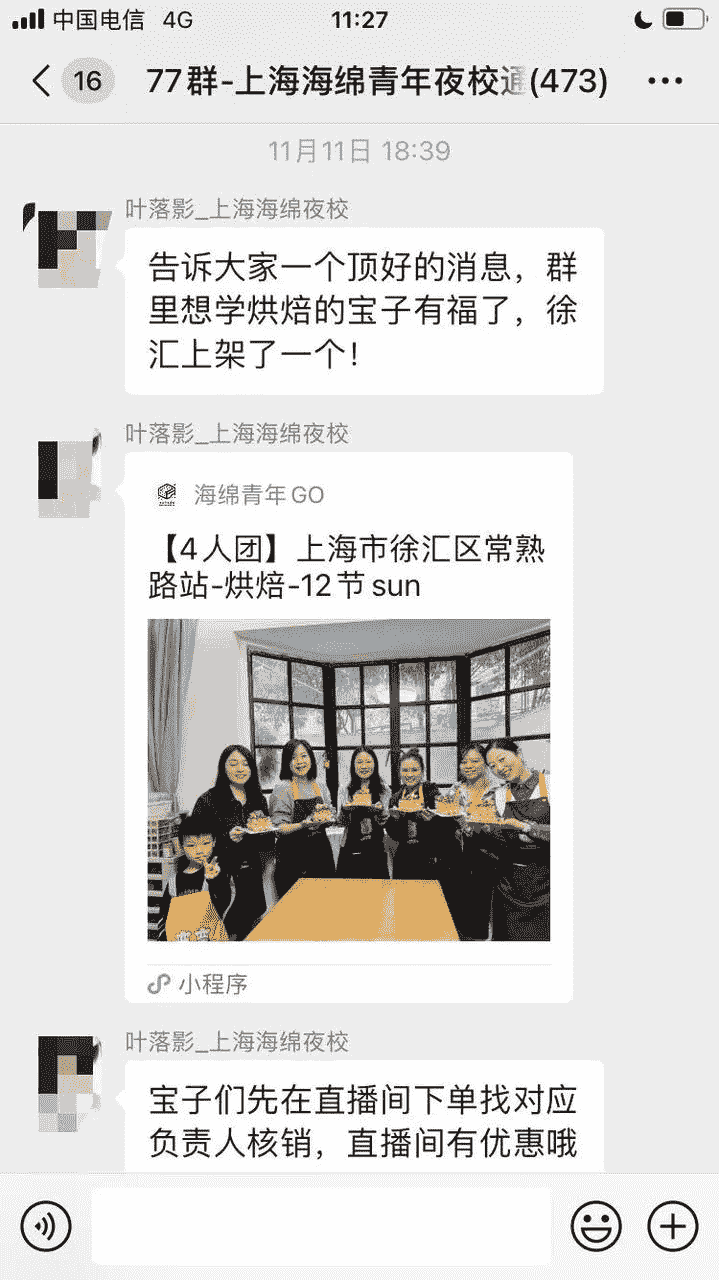 中国电信 4G 11:27
16 77群-上海海绵青年夜校通(473)
11月11日 18:39
叶落影_上海海绵夜校
告诉大家一个顶好的消息，群
里想学烘焙的宝子有福了，徐
汇上架了一个！
叶落影_上海海绵夜校
海绵青年GO
【4人团】上海市徐汇区常熟
路站-烘焙-12节sun
小程序
叶落影_上海海绵夜校
宝子们先在直播间下单找对应
负责人核销，直播间有优惠哦